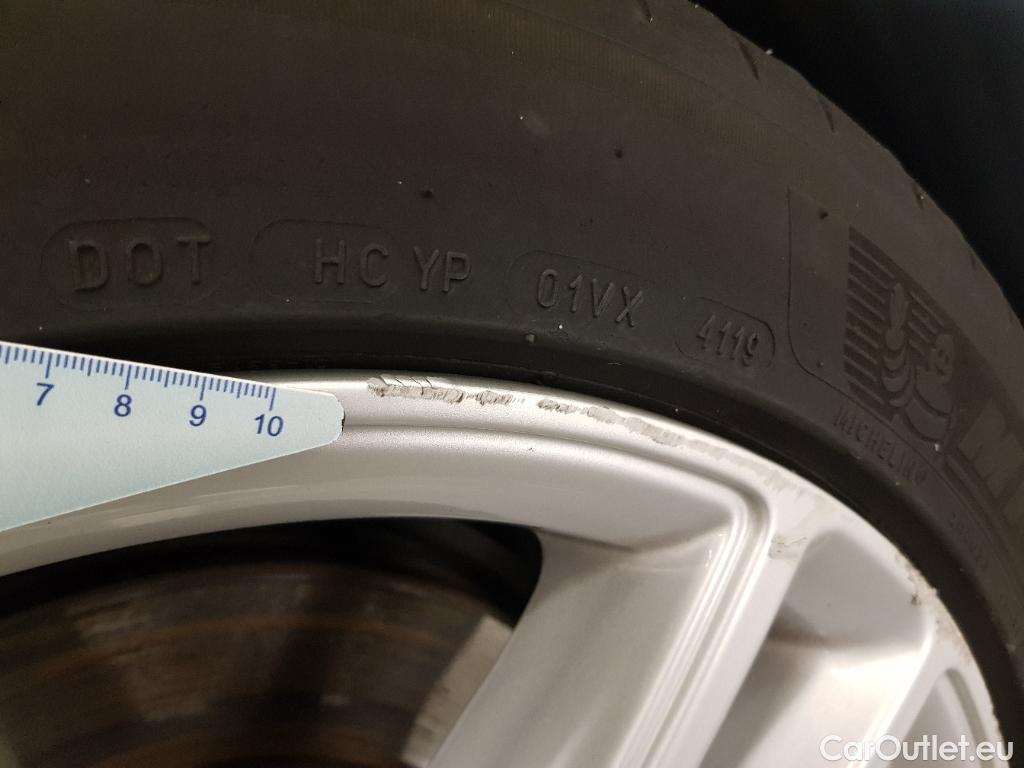 DOT HC YP 01VX 4119
7 8 9 10
MICHELIN
CarOutlet.eu